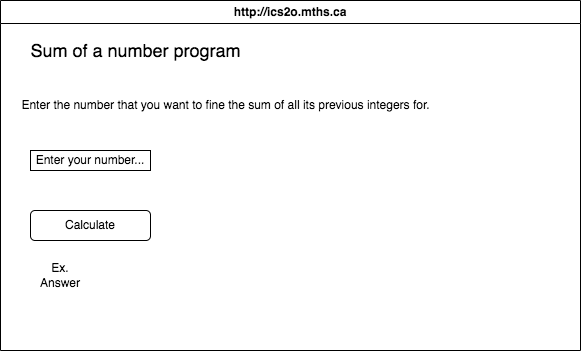 http://ics2o.mths.ca
Sum of a number program
Enter the number that you want to fine the sum of all its previous integers for.
Enter your number...
Calculate
Ex.
Answer